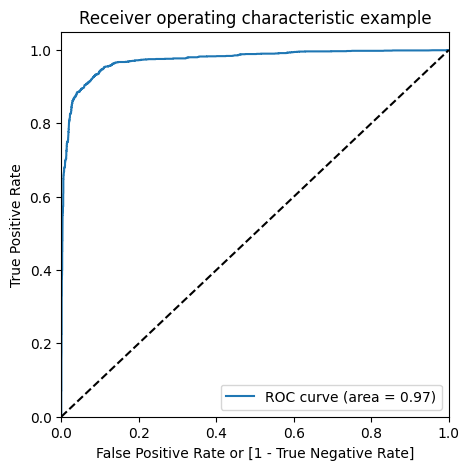 Receiver operating characteristic example
True Positive Rate
1.0
0.8
0.6
0.4
0.2
0.0
0.0 0.2 0.4 0.6 0.8 1.0
ROC curve (area = 0.97)
False Positive Rate or [1 - True Negative Rate]